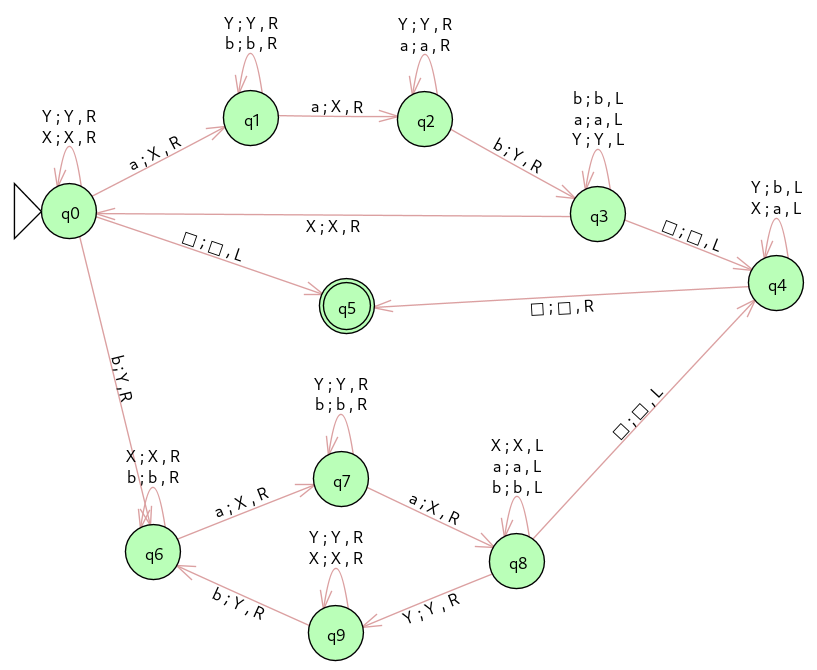 Y;Y,R
b;b,R
Y;Y,R
a;a,R
q1
q2
a;X,R
b;b,L
a;a,L
Y;Y,L
Y;Y,R
X;X,R
a;X,R
b;Y,R
q0
q3
X;X,R
Y;b,L
X;a,L
□;□,L
□;□,L
q4
q5
□;□,R
b;Y,R
Y;Y,R
b;b,R
□;□,L
X;X,R
b;b,R
X;X,L
a;a,L
b;b,L
q7
a;X,R
a;X,R
q6
Y;Y,R
X;X,R
q8
b;Y,R
Y;Y,R
q9